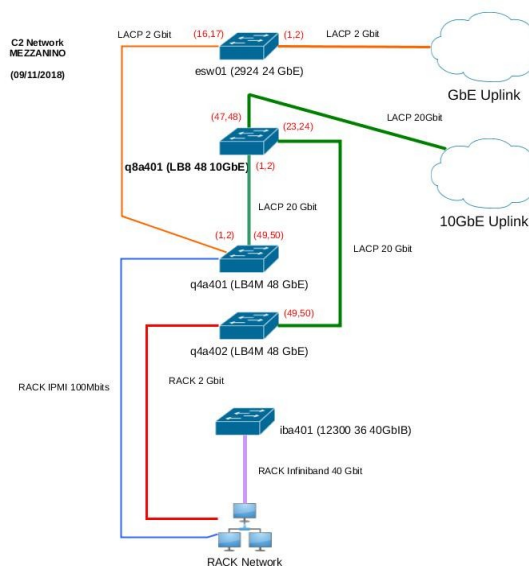 C2 Network
MEZZANINO
(09/11/2018)
LACP 2 Gbit
(16,17)
(1,2)
LACP 2 Gbit
esw01 (2924 24 GbE)
GbE Uplink
(47,48)
(23,24)
LACP 20Gbit
q8a401 (LB8 48 10GbE)
(1,2)
10GbE Uplink
LACP 20 Gbit
(1,2)
(49,50)
LACP 20 Gbit
q4a401 (LB4M 48 GbE)
(49,50)
q4a402 (LB4M 48 GbE)
RACK IPMI 100Mbits
RACK 2 Gbit
iba401 (12300 36 40GbIB)
RACK Infiniband 40 Gbit
RACK Network